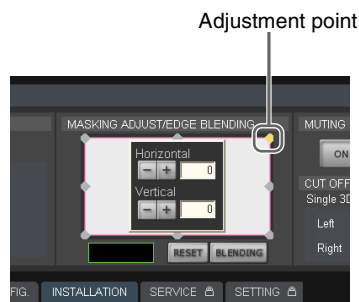 Adjustment point
MASKING ADJUST/EDGE BLENDING
MUTING
Horizontal
ON
- + 0
CUT OFF
Vertical
Single 3D
- + 0
Left
RESET BLENDING
Right
FIG. INSTALLATION SERVICE SETTING